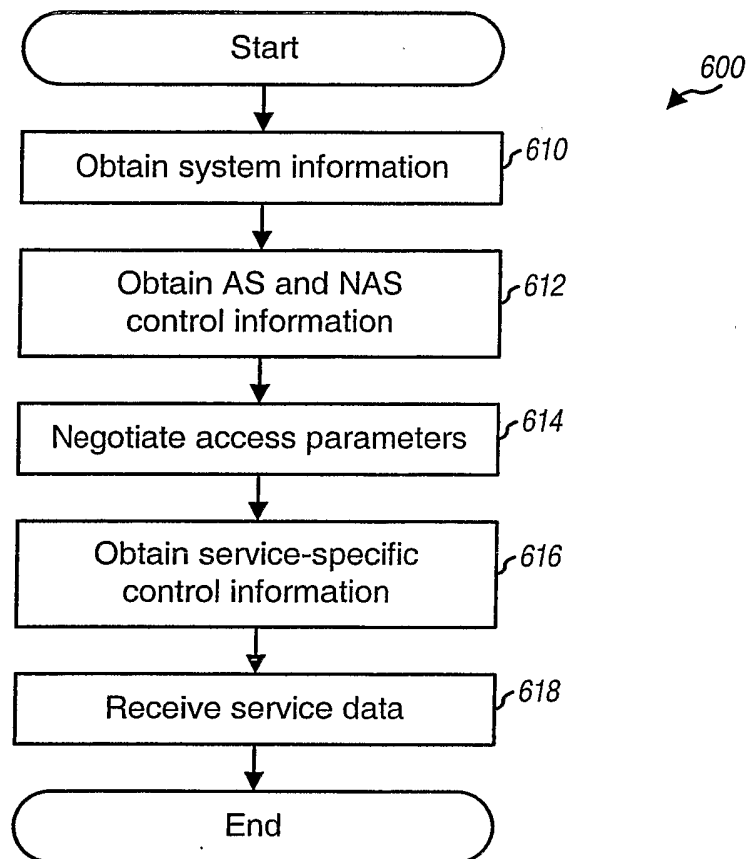 Start
600
Obtain system information
610
Obtain AS and NAS
control information
612
Negotiate access parameters
614
Obtain service-specific
control information
616
Receive service data
618
End